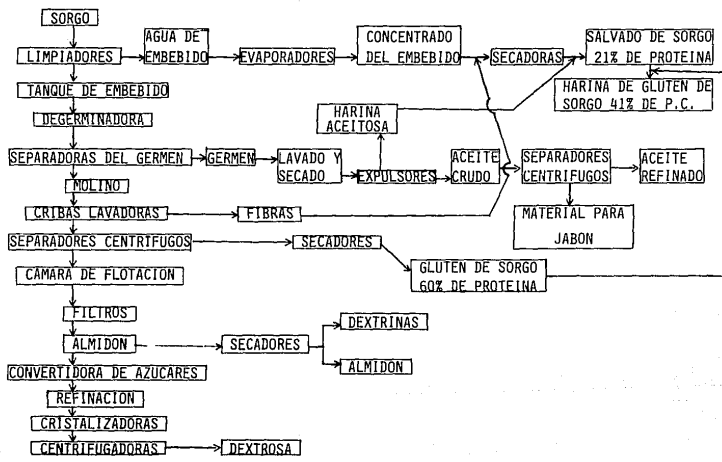 SORGO
LIMPIADORES
AGUA DE
EMBEBIDO
EVAPORADORES
CONCENTRADO
DEL EMBEBIDO
SECADORAS
SALVADO DE SORGO
21% DE PROTEINA
HARINA DE GLUTEN DE
SORGO 41% DE P.C.
TANQUE DE EMBEBIDO
DEGERMINADORA
HARINA
ACEITOSA
SEPARADORAS DEL GERMEN
GERMEN
LAVADO Y
SECADO
EXPULSORES
ACEITE
CRUDO
SEPARADORES
CENTRIFUGOS
ACEITE
REFINADO
MOLINO
CRIBAS LAVADORAS
FIBRAS
MATERIAL PARA
JABON
SEPARADORES CENTRIFUGOS
SECADORES
CAMARA DE FLOTACION
GLUTEN DE SORGO
60% DE PROTEINA
FILTROS
ALMIDON
SECADORES
DEXTRINAS
ALMIDON
CONVERTIDORA DE AZUCARES
REFINACION
CRISTALIZADORAS
CENTRIFUGADORAS
DEXTROSA